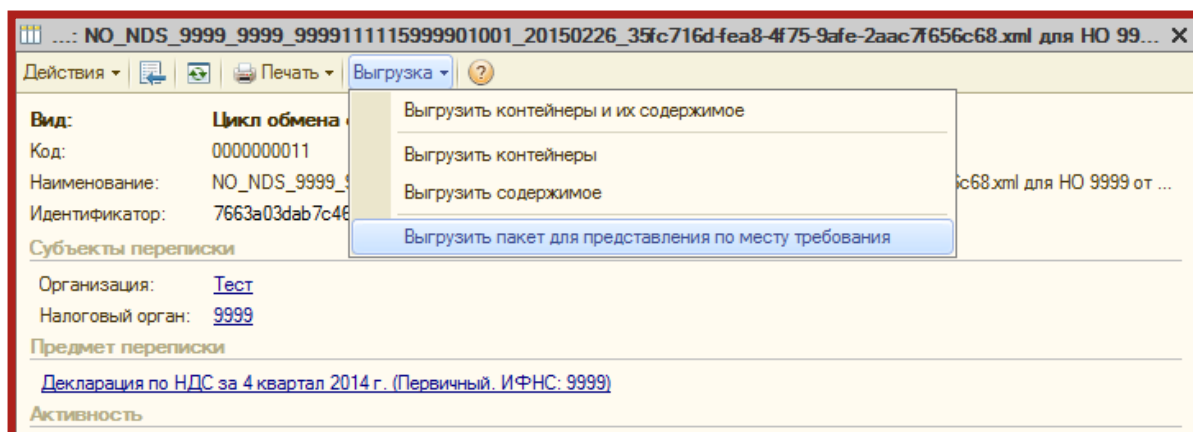 ...: NO_NDS_9999_9999_9999111115999901001_20150226_35fc716d-fea8-4f75-9afe-2aac7f656c68.xml для НО 99...
Действия Печать Выгрузка
Выгрузить контейнеры и их содержимое
Вид: Цикл обмена
Код: 0000000011
Выгрузить контейнеры
Наименование: NO_NDS_9999_ 6c68.xml для НО 9999 от ...
Выгрузить содержимое
Идентификатор: 7663a03dab7c46
Выгрузить пакет для представления по месту требования
Субъекты переписки
Организация: Тест
Налоговый орган: 9999
Предмет переписки
Декларация по НДС за 4 квартал 2014 г. (Первичный. ИФНС: 9999)
Активность